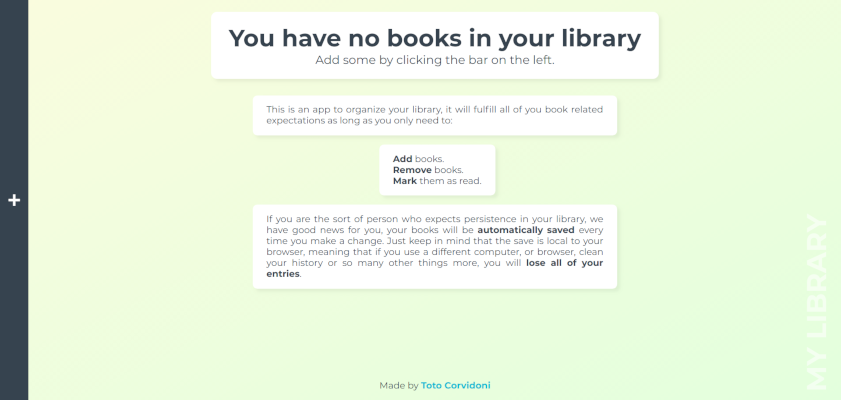 You have no books in your library
Add some by clicking the bar on the left.
This is an app to organize your library, it will fulfill all of you book related
expectations as long as you only need to:
Add books.
Remove books.
Mark them as read.
+
If you are the sort of person who expects persistence in your library, we
have good news for you, your books will be automatically saved every
time you make a change. Just keep in mind that the save is local to your
browser, meaning that if you use a different computer, or browser, clean
your history or so many other things more, you will lose all of your
entries.
MY LIBRARY
Made by Toto Corvidoni